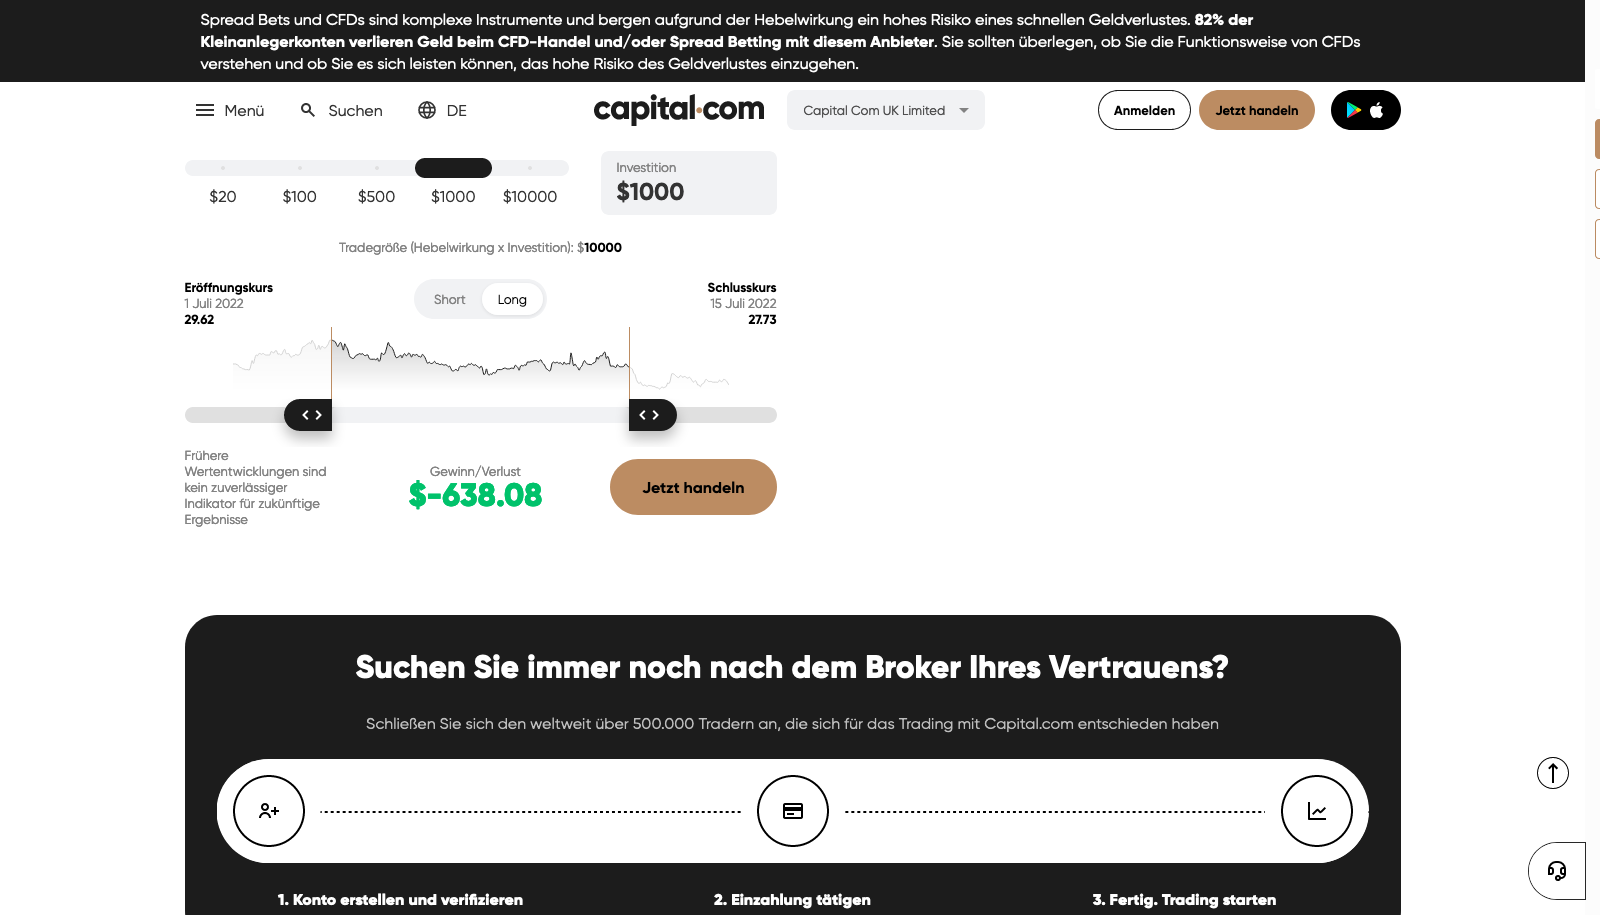 Spread Bets und CFDs sind komplexe Instrumente und bergen aufgrund der Hebelwirkung ein hohes Risiko eines schnellen Geldverlustes. 82% der
Kleinanlegerkonten verlieren Geld beim CFD-Handel und/oder Spread Betting mit diesem Anbieter. Sie sollten überlegen, ob Sie die Funktionsweise von CFDs
verstehen und ob Sie es sich leisten können, das hohe Risiko des Geldverlustes einzugehen.
Menü
Suchen
DE
capital.com
Capital Com UK Limited
Anmelden
Jetzt handeln
$20
$100
$500
$1000
$10000
Investition
$1000
Tradegröße (Hebelwirkung x Investition): $10000
Eröffnungskurs
1 Juli 2022
29.62
Short
Long
Schlusskurs
15 Juli 2022
27.73
Frühere
Wertentwicklungen sind
kein zuverlässiger
Indikator für zukünftige
Ergebnisse
Gewinn/Verlust
$-638.08
Jetzt handeln
Suchen Sie immer noch nach dem Broker Ihres Vertrauens?
Schließen Sie sich den weltweit über 500.000 Tradern an, die sich für das Trading mit Capital.com entschieden haben
1. Konto erstellen und verifizieren
2. Einzahlung tätigen
3. Fertig. Trading starten